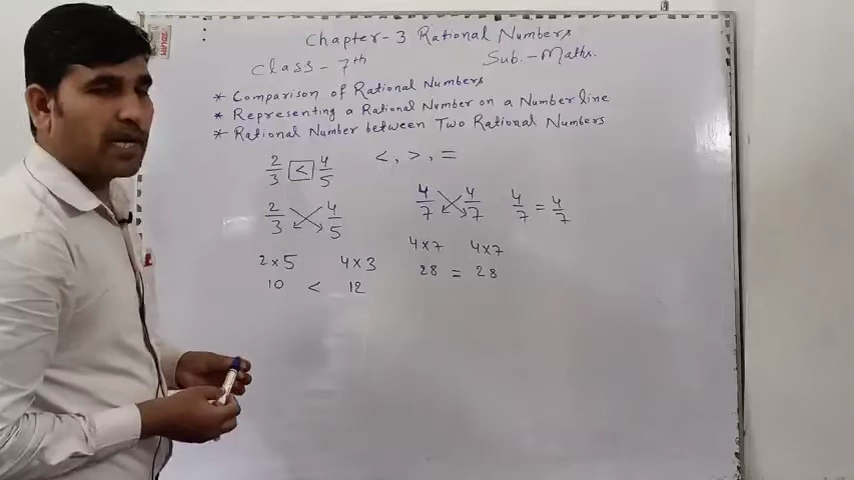 Chapter-3 Rational Numbers
Class-7th Sub.-Maths.
* Comparison of Rational Numbers
* Representing a Rational Number on a Number line
* Rational Number between Two Rational Numbers
2/3 < 4/5 <, >, =
2/3 4/5 4/7 4/7 4/7 = 4/7
2×5 4×3 4×7 4×7
10 < 12 28 = 28